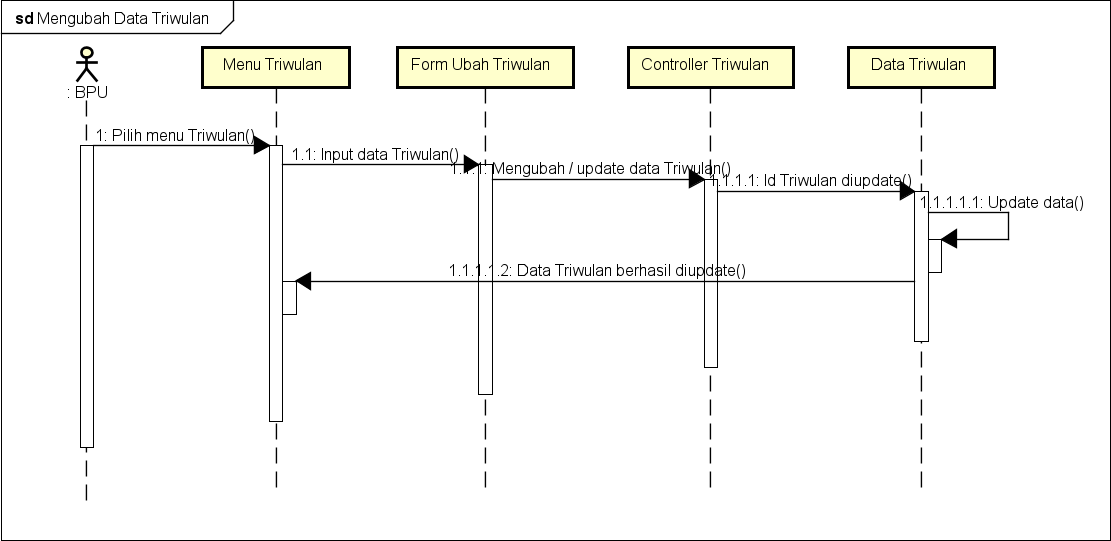 sd Mengubah Data Triwulan
: BPU
Menu Triwulan
Form Ubah Triwulan
Controller Triwulan
Data Triwulan
1: Pilih menu Triwulan()
1.1: Input data Triwulan()
1.1.1: Mengubah / update data Triwulan()
1.1.1.1: Id Triwulan diupdate()
1.1.1.1.1: Update data()
1.1.1.1.2: Data Triwulan berhasil diupdate()